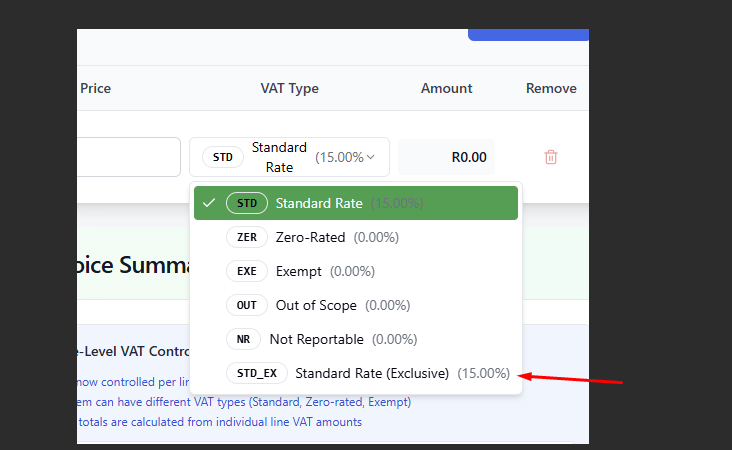 Price VAT Type Amount Remove
STD Standard Rate (15.00% R0.00
STD Standard Rate (15.00%)
ZER Zero-Rated (0.00%)
EXE Exempt (0.00%)
OUT Out of Scope (0.00%)
NR Not Reportable (0.00%)
STD_EX Standard Rate (Exclusive) (15.00%)
oice Summa
e-Level VAT Contro
now controlled per lin
em can have different VAT types (Standard, Zero-rated, Exempt)
totals are calculated from individual line VAT amounts